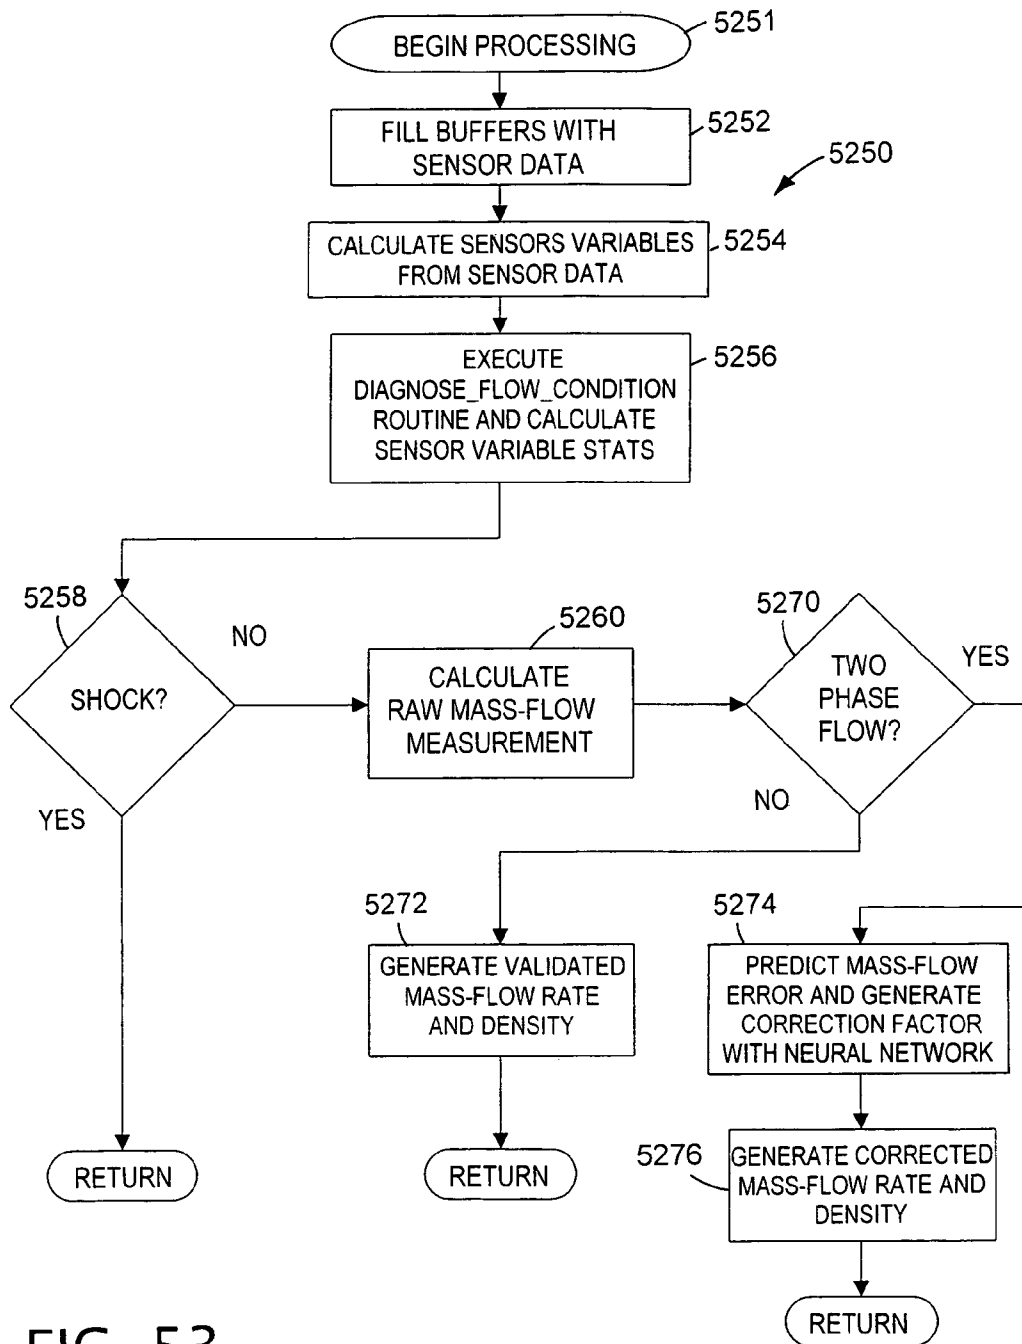 BEGIN PROCESSING
5251
FILL BUFFERS WITH
SENSOR DATA
5252
5250
CALCULATE SENSORS VARIABLES
FROM SENSOR DATA
5254
EXECUTE
DIAGNOSE_FLOW_CONDITION
ROUTINE AND CALCULATE
SENSOR VARIABLE STATS
5256
5258
SHOCK?
NO
YES
5260
CALCULATE
RAW MASS-FLOW
MEASUREMENT
5270
TWO
PHASE
FLOW?
YES
NO
5272
GENERATE VALIDATED
MASS-FLOW RATE
AND DENSITY
5274
PREDICT MASS-FLOW
ERROR AND GENERATE
CORRECTION FACTOR
WITH NEURAL NETWORK
5276
GENERATE CORRECTED
MASS-FLOW RATE AND
DENSITY
RETURN
RETURN
RETURN
FIG. 53